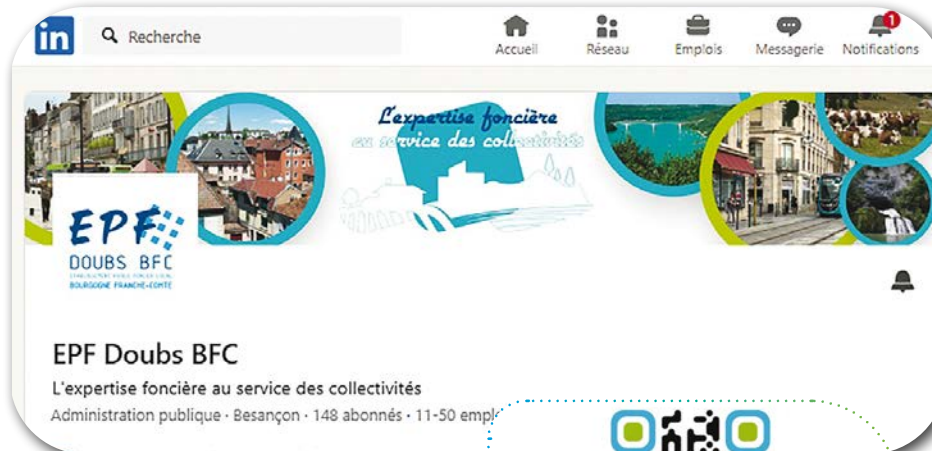 in
Recherche
Accueil
Réseau
Emplois
Messagerie
1
Notifications
L'expertise foncière
au service des collectivités
EPF
DOUBS BFC
BOURGOGNE FRANCHE-COMTÉ
EPF Doubs BFC
L'expertise foncière au service des collectivités
Administration publique · Besançon · 148 abonnés · 11-50 empl